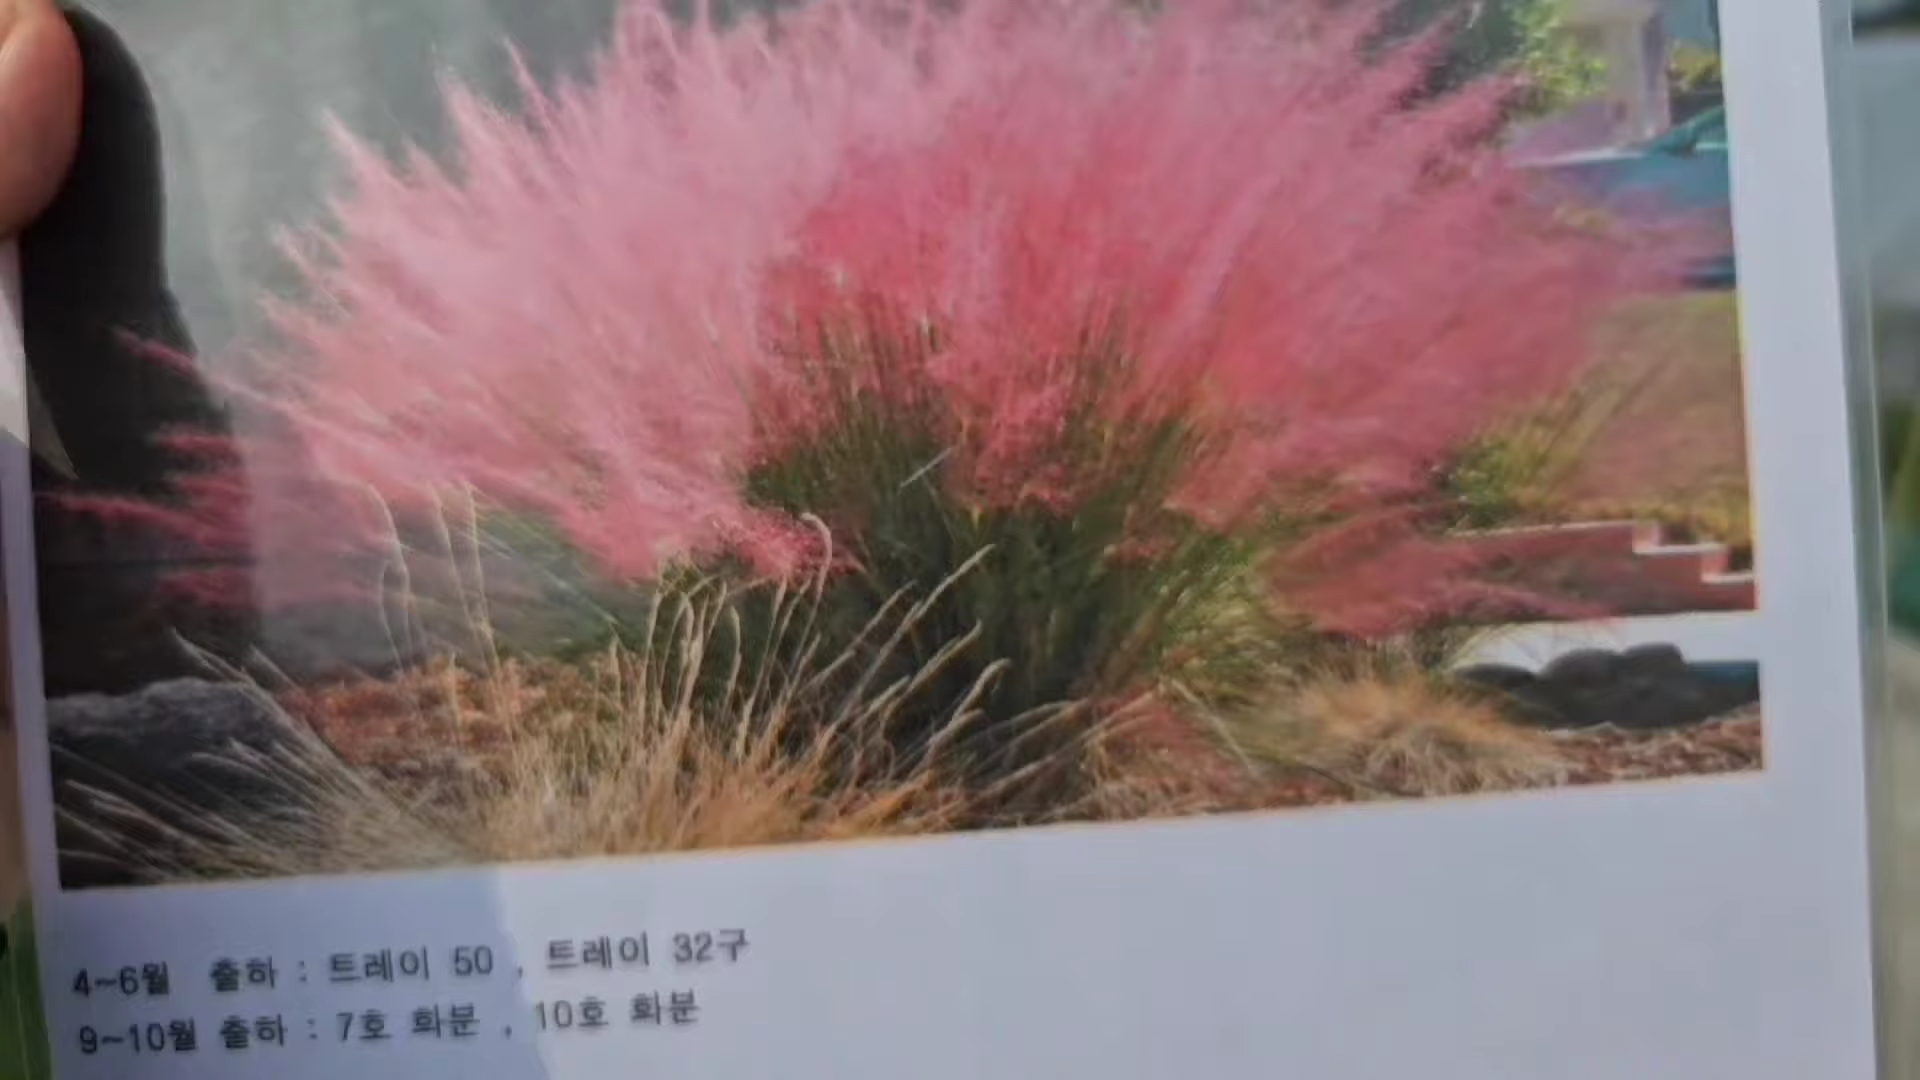 4~6월 출하 : 트레이 50 , 트레이 32구
9~10월 출하 : 7호 화분 , 10호 화분